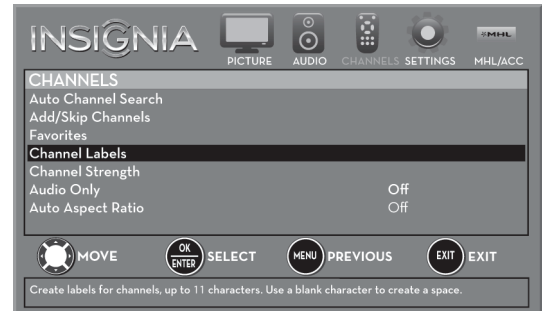 INSIGNIA
PICTURE AUDIO CHANNELS SETTINGS MHL MHL/ACC
CHANNELS
Auto Channel Search
Add/Skip Channels
Favorites
Channel Labels
Channel Strength
Audio Only Off
Auto Aspect Ratio Off
MOVE OK ENTER SELECT MENU PREVIOUS EXIT EXIT
Create labels for channels, up to 11 characters. Use a blank character to create a space.